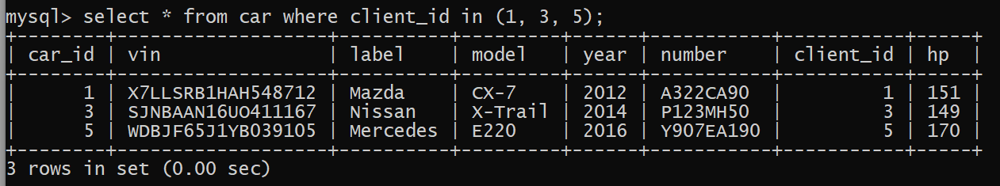 mysql> select * from car where client_id in (1, 3, 5);
+--------+-------------------+----------+---------+------+-----------+-----------+-----+
| car_id | vin               | label    | model   | year | number    | client_id | hp  |
+--------+-------------------+----------+---------+------+-----------+-----------+-----+
|      1 | X7LLSRB1HAH548712 | Mazda    | CX-7    | 2012 | A322CA90  |         1 | 151 |
|      3 | SJNBAAN16UO411167 | Nissan   | X-Trail | 2014 | P123MH50  |         3 | 149 |
|      5 | WDBJF65J1YB039105 | Mercedes | E220    | 2016 | Y907EA190 |         5 | 170 |
+--------+-------------------+----------+---------+------+-----------+-----------+-----+
3 rows in set (0.00 sec)